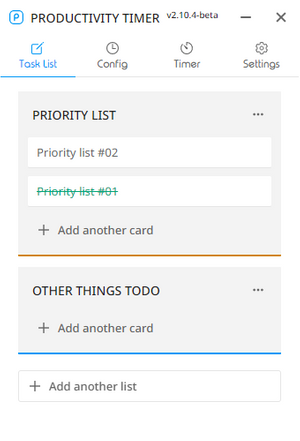 PRODUCTIVITY TIMER v2.10.4-beta
Task List Config Timer Settings
PRIORITY LIST
Priority list #02
Priority list #01
Add another card
OTHER THINGS TODO
Add another card
Add another list